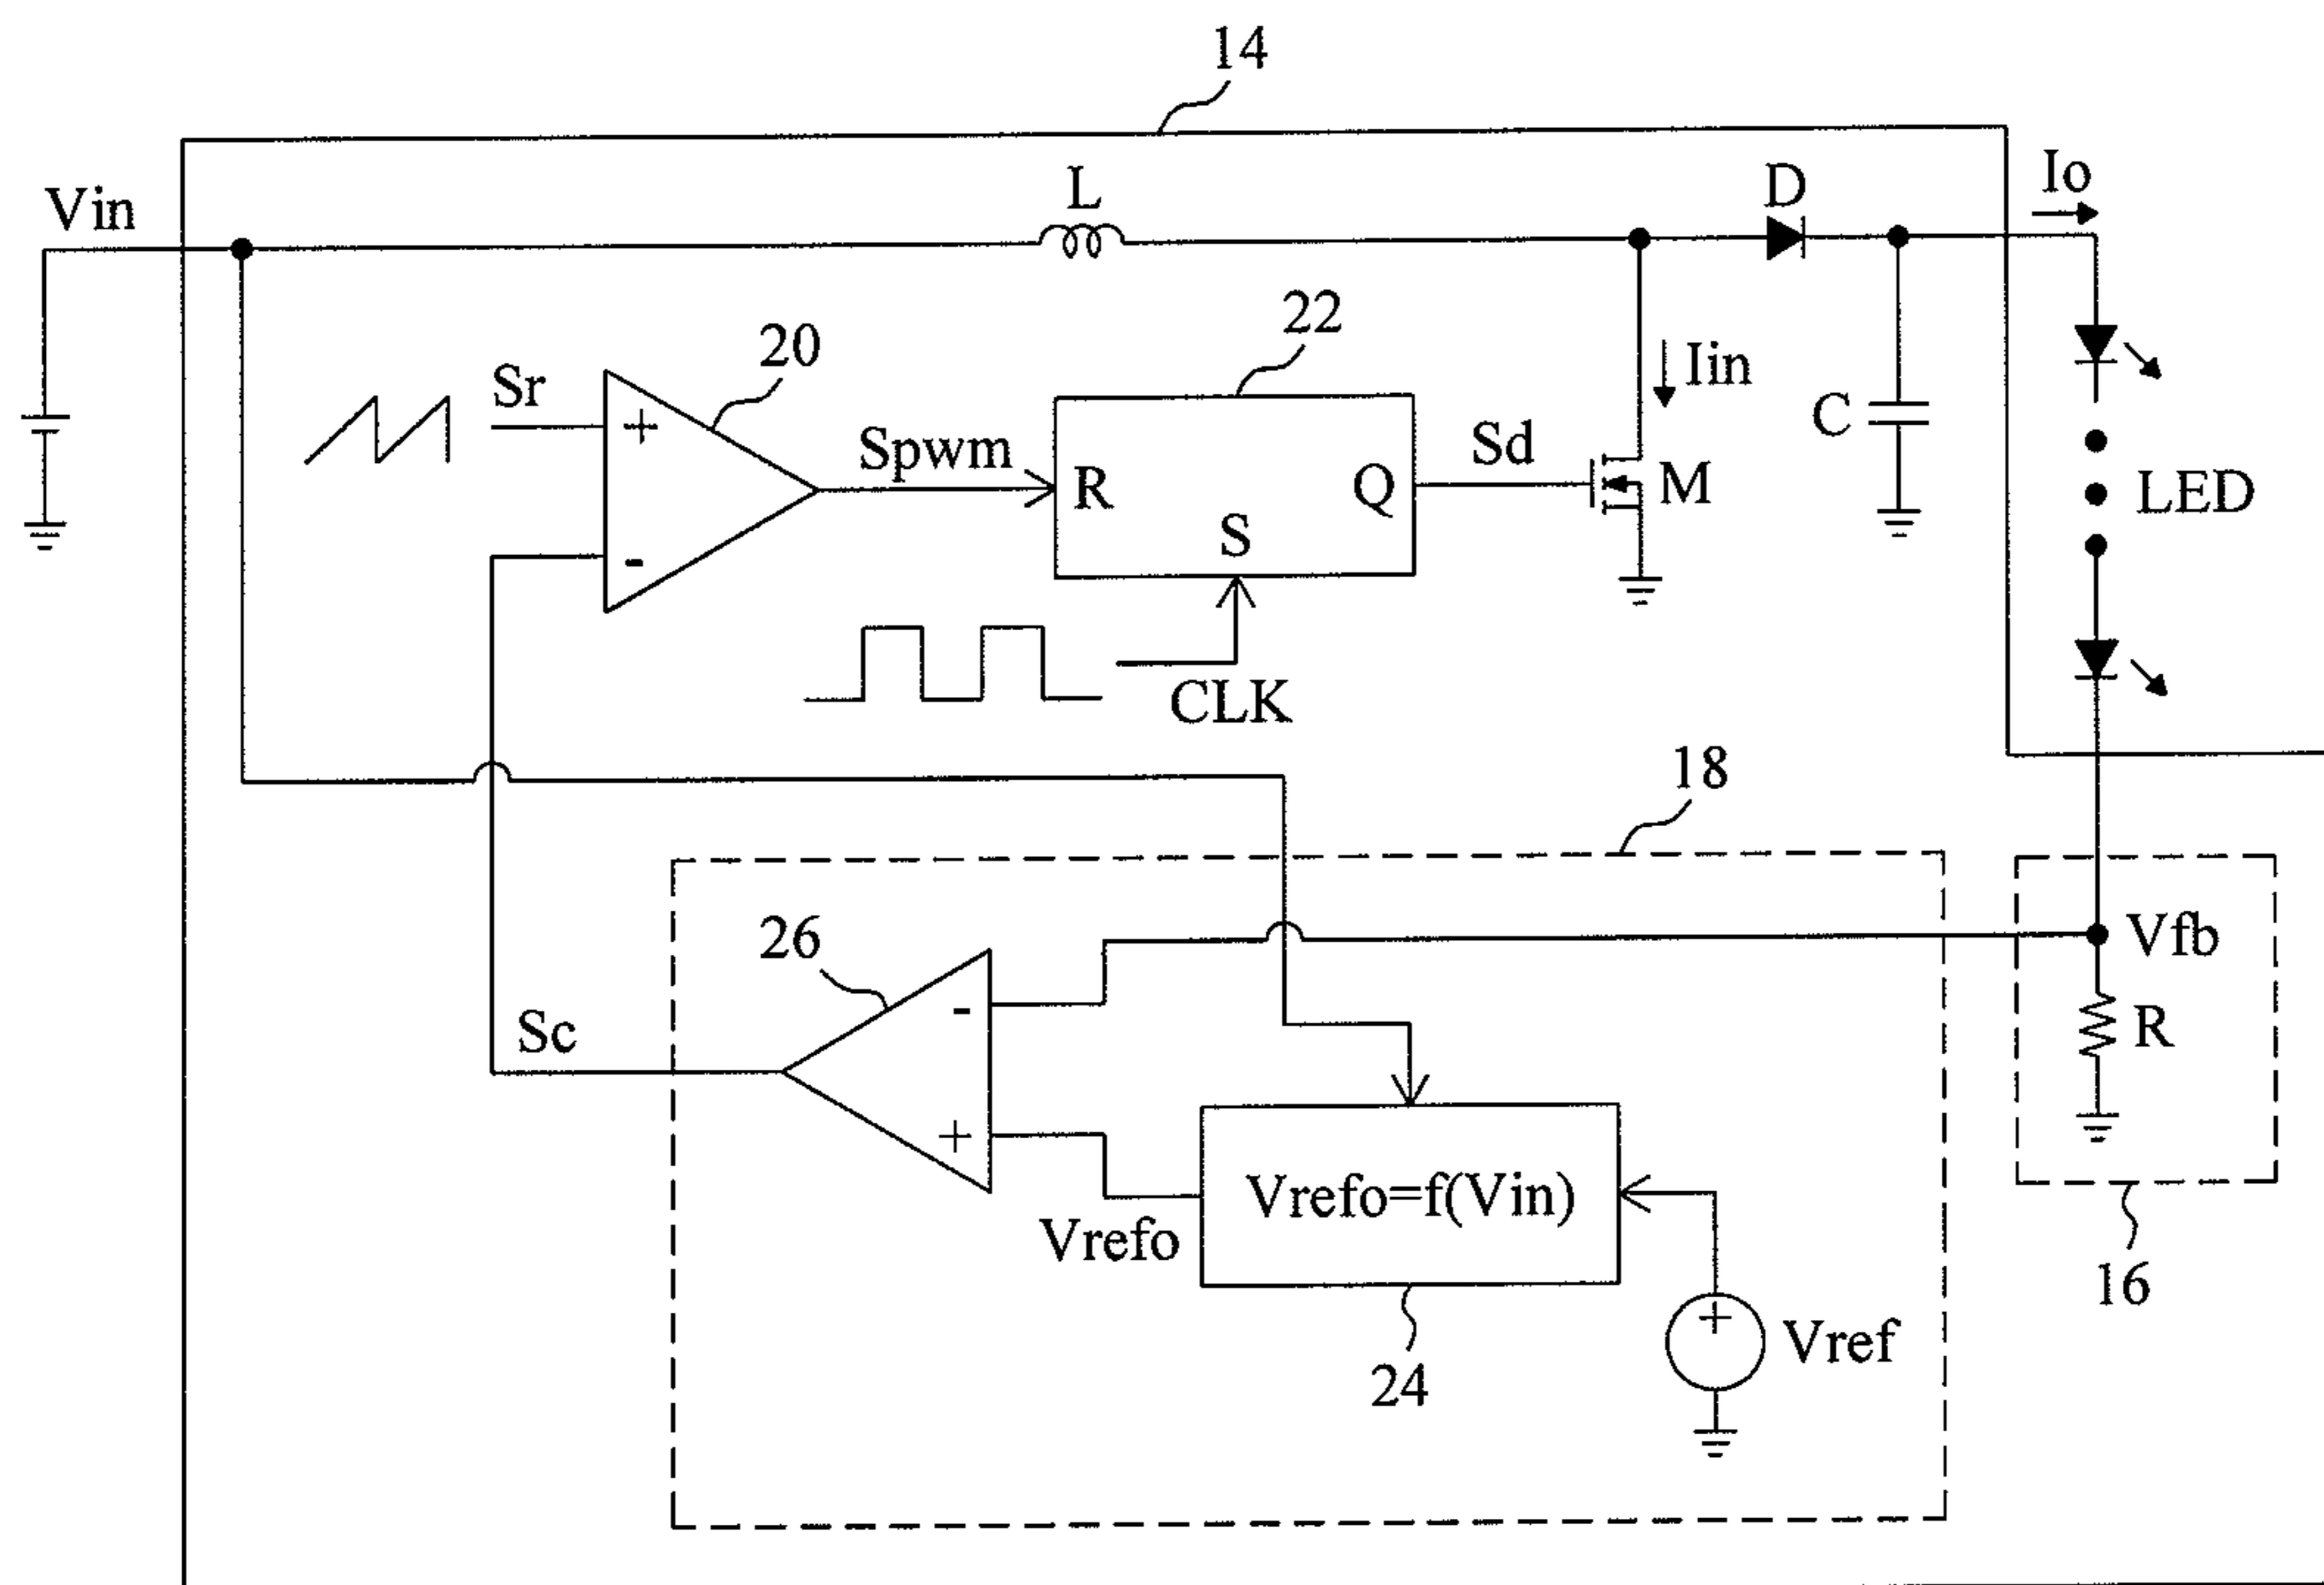 14
Vin
L
D
Io
22
20
Sr
+
-
Spwm
R
S
Q
Sd
Iin
M
C
LED
CLK
18
26
-
+
Sc
Vfb
R
Vrefo=f(Vin)
Vrefo
16
24
+
Vref